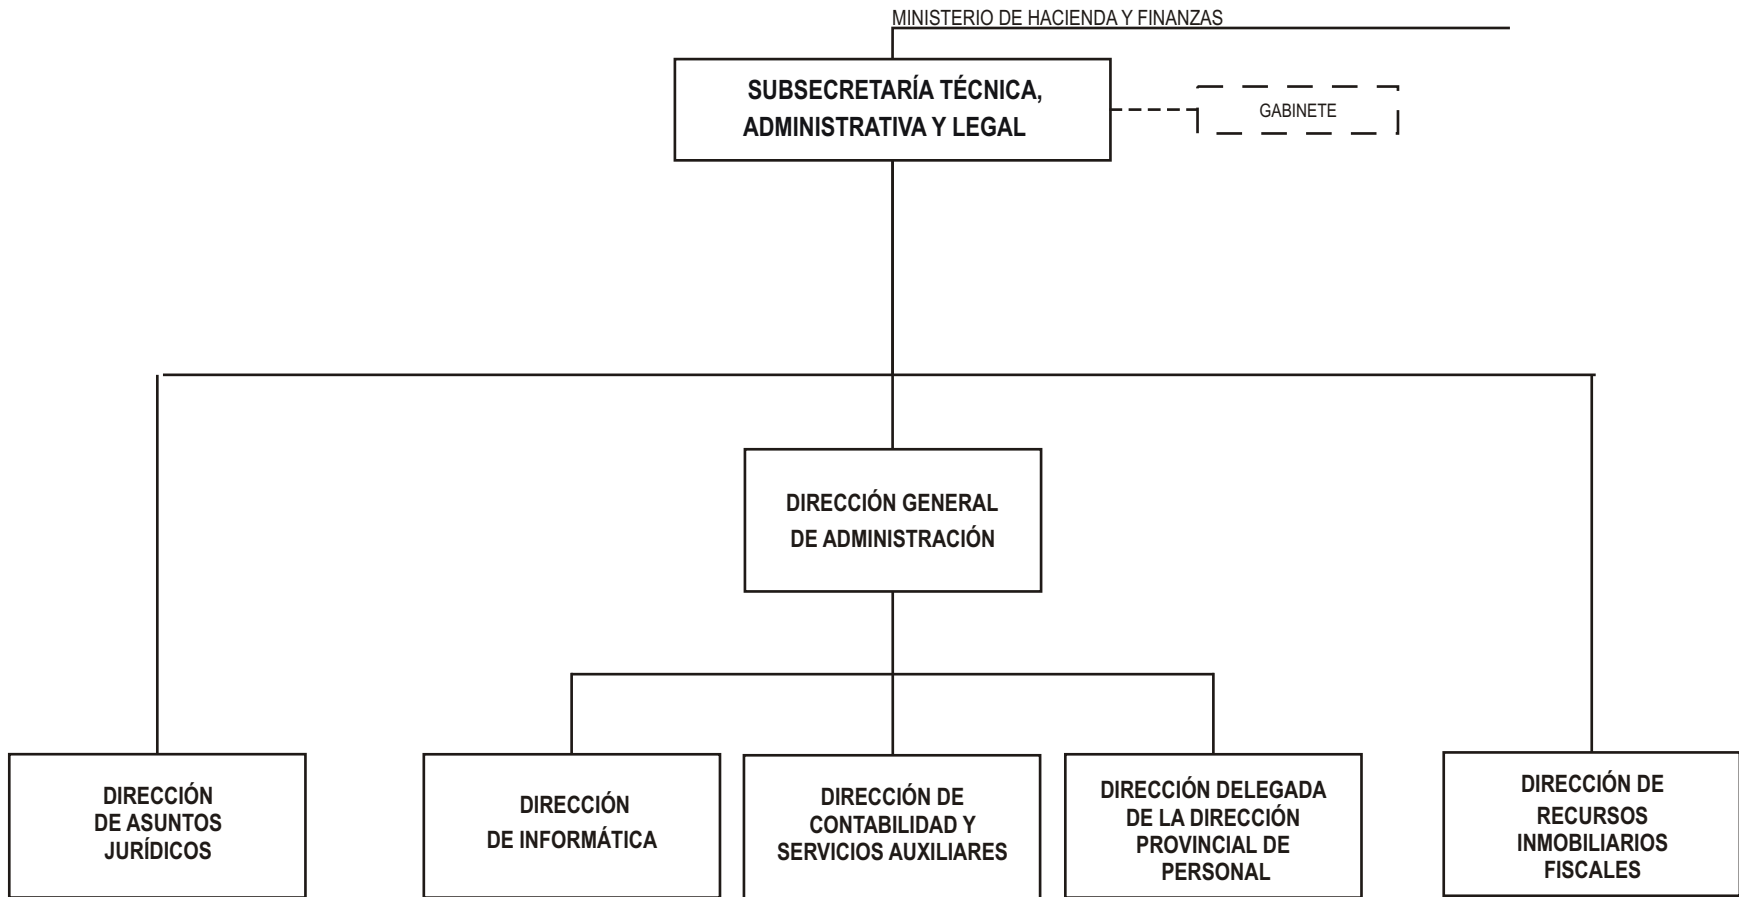 MINISTERIO DE HACIENDA Y FINANZAS
SUBSECRETARÍA TÉCNICA,
ADMINISTRATIVA Y LEGAL
GABINETE
DIRECCIÓN GENERAL
DE ADMINISTRACIÓN
DIRECCIÓN
DE ASUNTOS
JURÍDICOS
DIRECCIÓN
DE INFORMÁTICA
DIRECCIÓN DE
CONTABILIDAD Y
SERVICIOS AUXILIARES
DIRECCIÓN DELEGADA
DE LA DIRECCIÓN
PROVINCIAL DE
PERSONAL
DIRECCIÓN DE
RECURSOS
INMOBILIARIOS
FISCALES